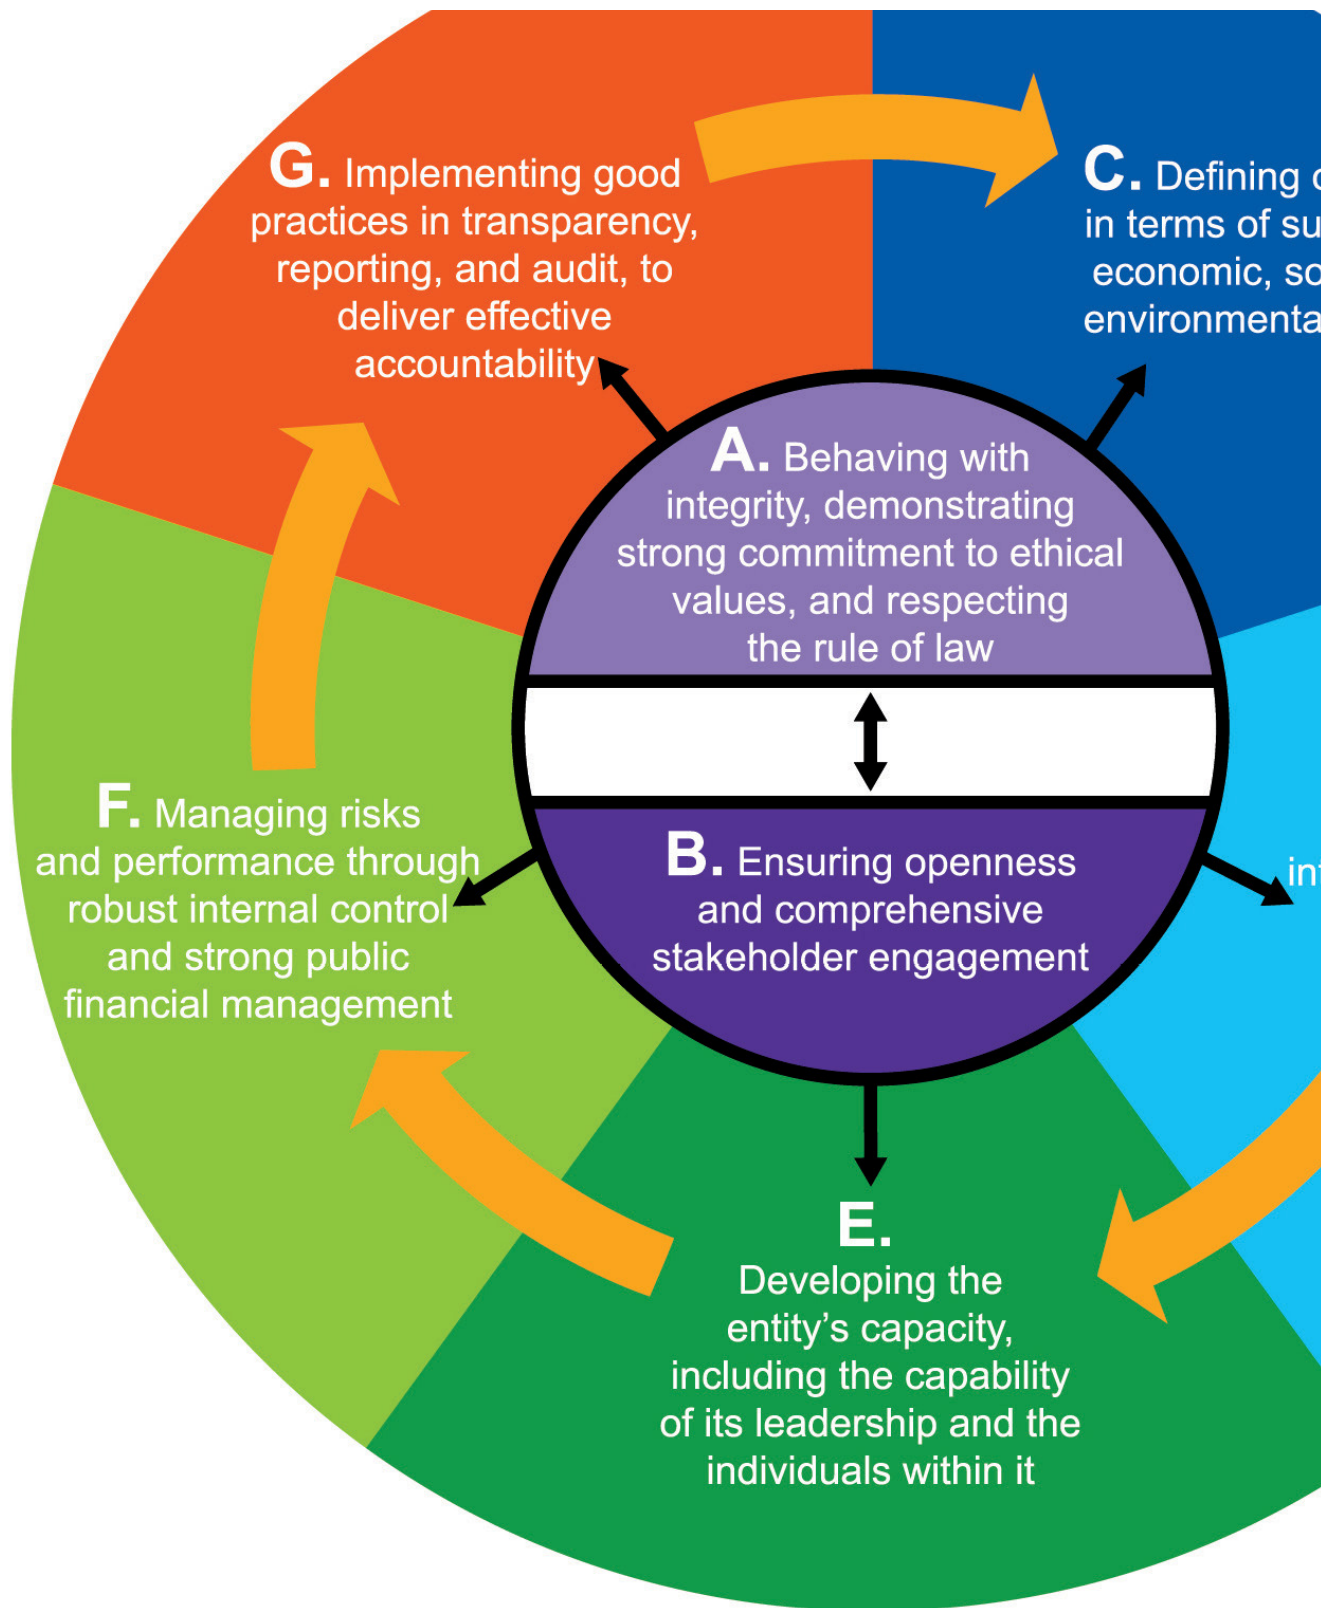 G. Implementing good
practices in transparency,
reporting, and audit, to
deliver effective
accountability
C. Defining
in terms of
economic,
A. Behaving with
integrity, demonstrating
strong commitment to ethical
values, and respecting
the rule of law
B. Ensuring openness
and comprehensive
stakeholder engagement
F. Managing risks
and performance through
robust internal control
and strong public
financial management
E.
Developing the
entity’s capacity,
including the capability
of its leadership and the
individuals within it